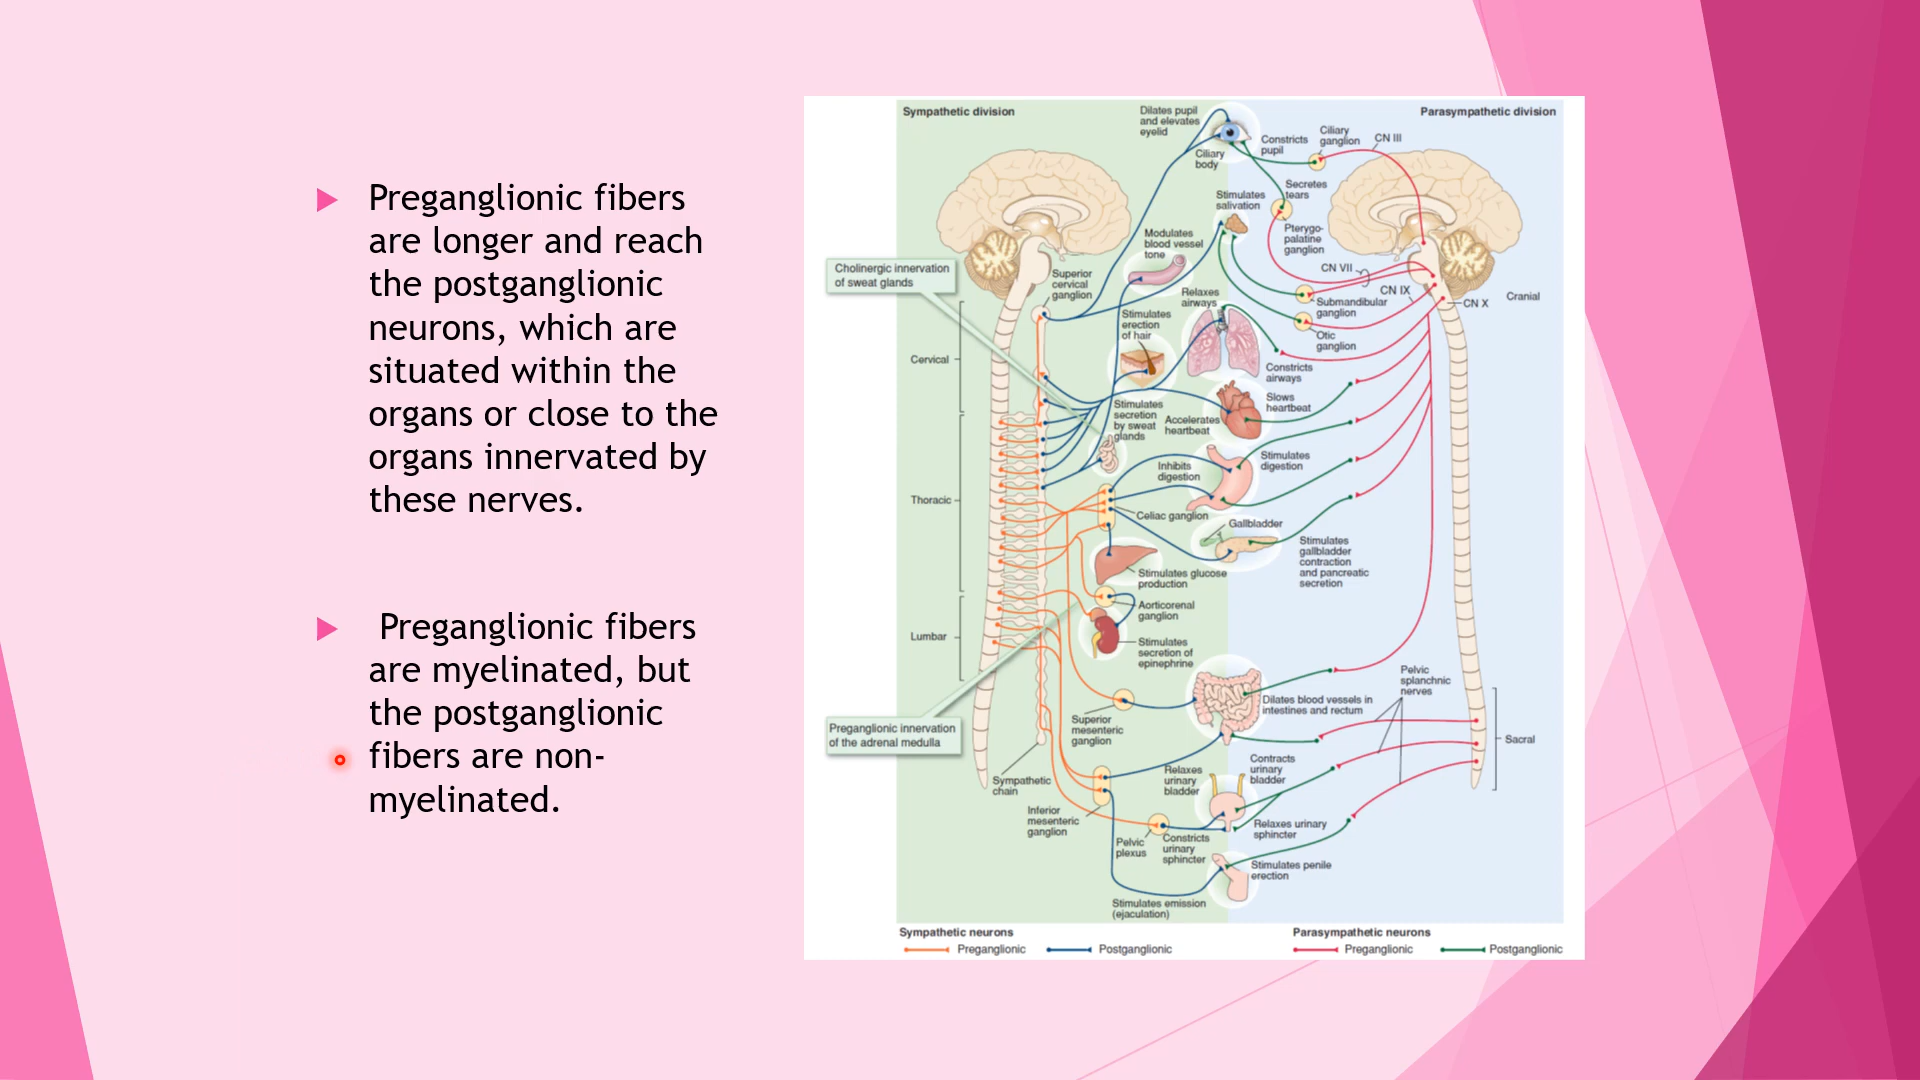 Preganglionic fibers
are longer and reach
the postganglionic
neurons, which are
situated within the
organs or close to the
organs innervated by
these nerves.
Preganglionic fibers
are myelinated, but
the postganglionic
fibers are non-
myelinated.
Sympathetic division
Parasympathetic division
Dilates pupil
and elevates
eyelid
Ciliary
body
Constricts
pupil
Ciliary
ganglion
CN III
Stimulates
salivation
Secretes
tears
Pterygo-
palatine
ganglion
Modulates
blood vessel
tone
Cholinergic innervation
of sweat glands
Superior
cervical
ganglion
CN VII
CN IX
CN X
Cranial
Relaxes
airways
Submandibular
ganglion
Stimulates
erection
of hair
Otic
ganglion
Cervical
Constricts
airways
Stimulates
secretion
by sweat
glands
Accelerates
heartbeat
Slows
heartbeat
Inhibits
digestion
Stimulates
digestion
Thoracic
Celiac ganglion
Gallbladder
Stimulates
gallbladder
contraction
and pancreatic
secretion
Stimulates glucose
production
Aorticorenal
ganglion
Lumbar
Stimulates
secretion of
epinephrine
Pelvic
splanchnic
nerves
Dilates blood vessels in
intestines and rectum
Superior
mesenteric
ganglion
Preganglionic innervation
of the adrenal medulla
Sacral
Sympathetic
chain
Relaxes
urinary
bladder
Contracts
urinary
bladder
Inferior
mesenteric
ganglion
Pelvic
plexus
Constricts
urinary
sphincter
Relaxes urinary
sphincter
Stimulates penile
erection
Stimulates emission
(ejaculation)
Sympathetic neurons
Preganglionic
Postganglionic
Parasympathetic neurons
Preganglionic
Postganglionic